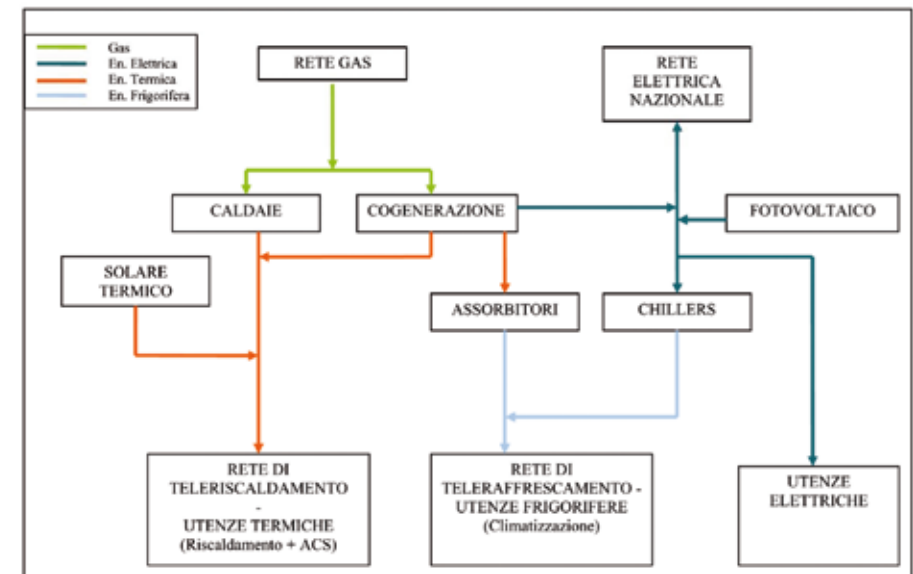 Gas
En. Elettrica
En. Termica
En. Frigorifera
RETE GAS
RETE
ELETTRICA
NAZIONALE
CALDAIE
COGENERAZIONE
FOTOVOLTAICO
SOLARE
TERMICO
ASSORBITORI
CHILLERS
RETE DI
TELERISCALDAMENTO
-
UTENZE TERMICHE
(Riscaldamento + ACS)
RETE DI
TELERAFFRESCAMENTO -
UTENZE FRIGORIFERE
(Climatizzazione)
UTENZE
ELETTRICHE